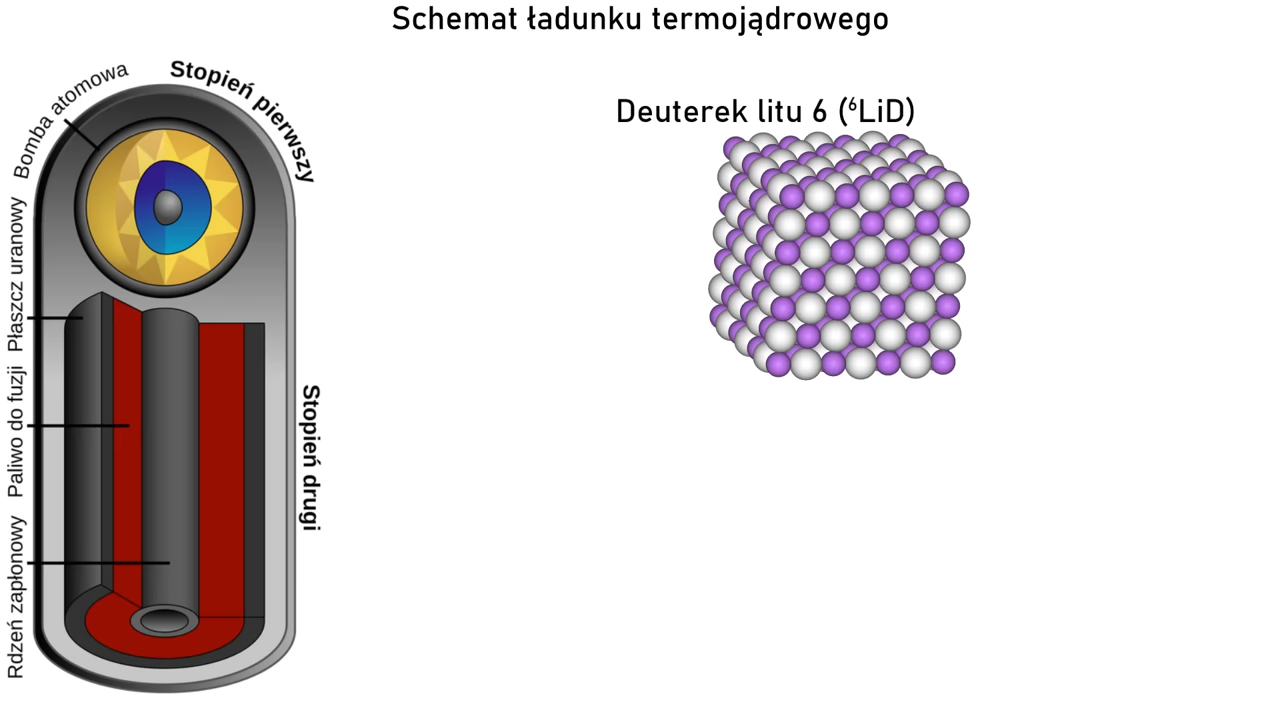 Schemat ładunku termojądrowego
Bomba atomowa
Stopień pierwszy
Deuterek litu 6 (⁶LiD)
Płaszcz uranowy
Paliwo do fuzji
Stopień drugi
Rdzeń zapłonowy